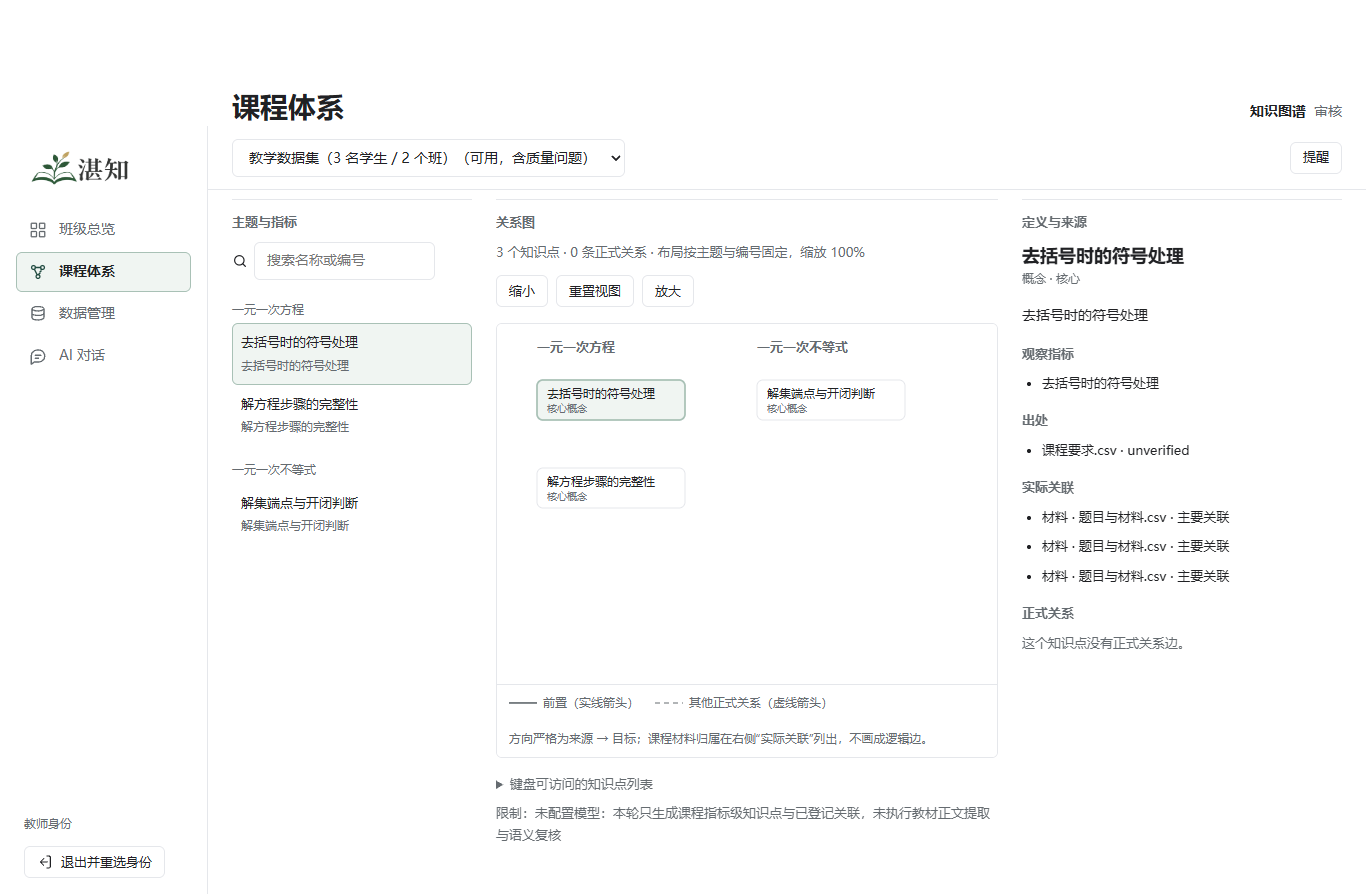 课程体系
知识图谱 审核
教学数据集（3 名学生 / 2 个班）（可用，含质量问题）
提醒
湛知
班级总览
课程体系
数据管理
AI 对话
教师身份
退出并重选身份
主题与指标
搜索名称或编号
一元一次方程
去括号时的符号处理
去括号时的符号处理
解方程步骤的完整性
解方程步骤的完整性
一元一次不等式
解集端点与开闭判断
解集端点与开闭判断
关系图
3 个知识点 · 0 条正式关系 · 布局按主题与编号固定，缩放 100%
缩小
重置视图
放大
一元一次方程
一元一次不等式
去括号时的符号处理
核心概念
解集端点与开闭判断
核心概念
解方程步骤的完整性
核心概念
前置（实线箭头）
其他正式关系（虚线箭头）
方向严格为来源 → 目标；课程材料归属在右侧“实际关联”列出，不画成逻辑边。
键盘可访问的知识点列表
限制：未配置模型：本轮只生成课程指标级知识点与已登记关联，未执行教材正文提取
与语义复核
定义与来源
去括号时的符号处理
概念 · 核心
去括号时的符号处理
观察指标
去括号时的符号处理
出处
课程要求.csv · unverified
实际关联
材料 · 题目与材料.csv · 主要关联
材料 · 题目与材料.csv · 主要关联
材料 · 题目与材料.csv · 主要关联
正式关系
这个知识点没有正式关系边。